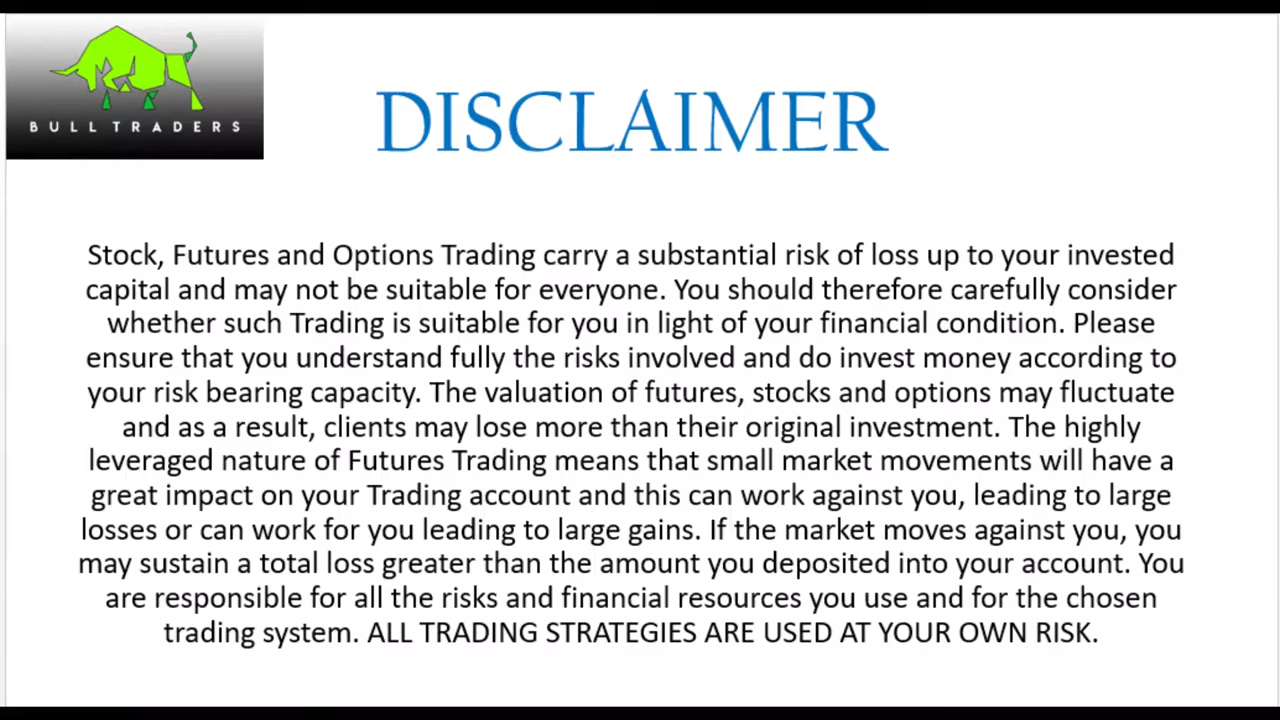 BULL TRADERS
DISCLAIMER
Stock, Futures and Options Trading carry a substantial risk of loss up to your invested
capital and may not be suitable for everyone. You should therefore carefully consider
whether such Trading is suitable for you in light of your financial condition. Please
ensure that you understand fully the risks involved and do invest money according to
your risk bearing capacity. The valuation of futures, stocks and options may fluctuate
and as a result, clients may lose more than their original investment. The highly
leveraged nature of Futures Trading means that small market movements will have a
great impact on your Trading account and this can work against you, leading to large
losses or can work for you leading to large gains. If the market moves against you, you
may sustain a total loss greater than the amount you deposited into your account. You
are responsible for all the risks and financial resources you use and for the chosen
trading system. ALL TRADING STRATEGIES ARE USED AT YOUR OWN RISK.